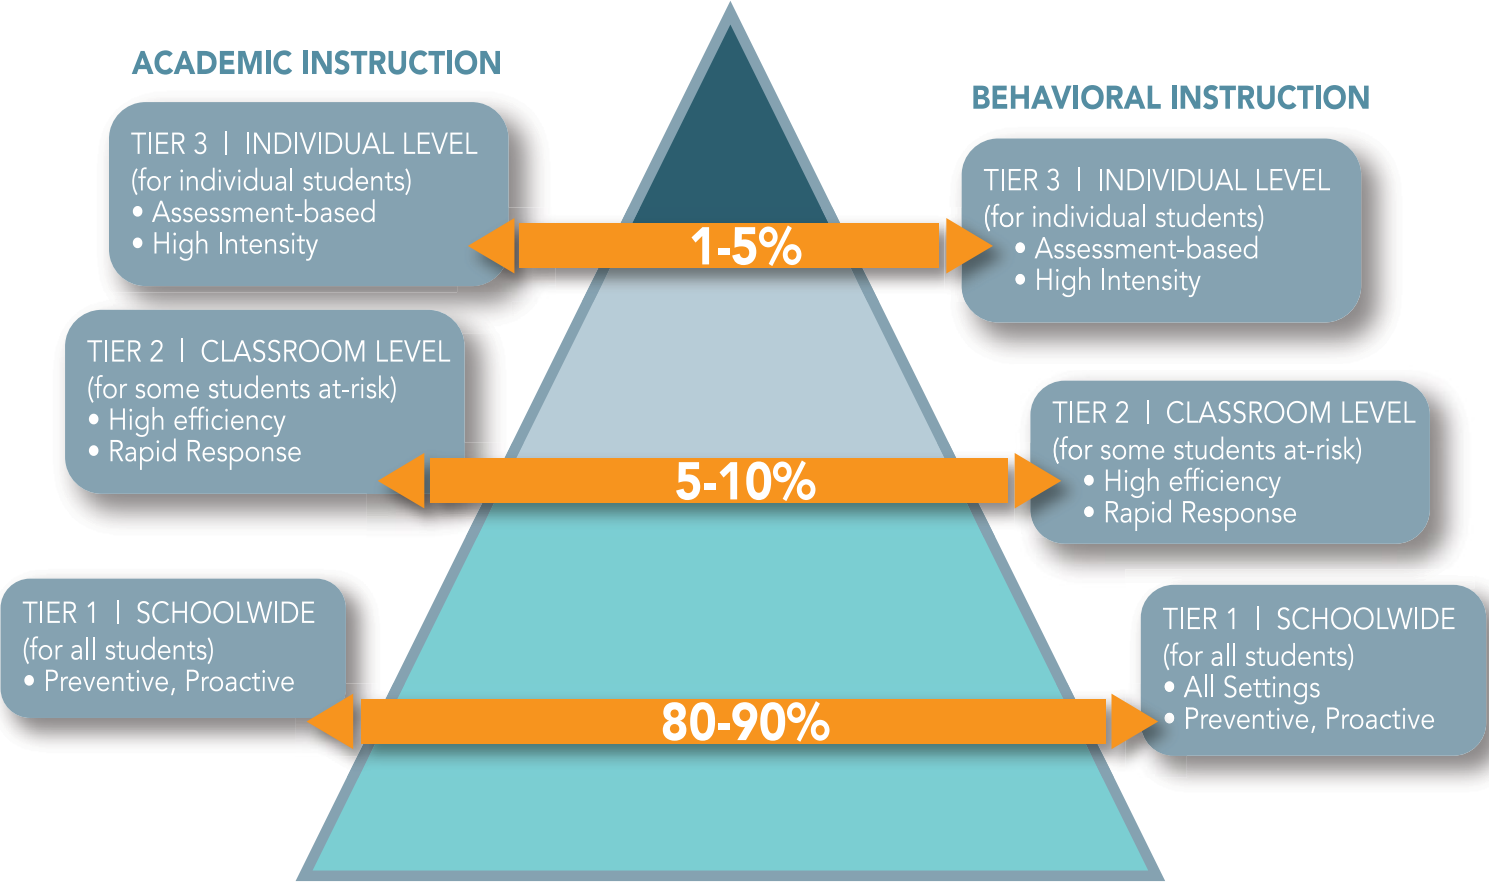 ACADEMIC INSTRUCTION
TIER 3 | INDIVIDUAL LEVEL
(for individual students)
• Assessment-based
• High Intensity
TIER 2 | CLASSROOM LEVEL
(for some students at-risk)
• High efficiency
• Rapid Response
TIER 1 | SCHOOLWIDE
(for all students)
• Preventive, Proactive
1-5%
5-10%
80-90%
BEHAVIORAL INSTRUCTION
TIER 3 | INDIVIDUAL LEVEL
(for individual students)
• Assessment-based
• High Intensity
TIER 2 | CLASSROOM LEVEL
(for some students at-risk)
• High efficiency
• Rapid Response
TIER 1 | SCHOOLWIDE
(for all students)
• All Settings
• Preventive, Proactive